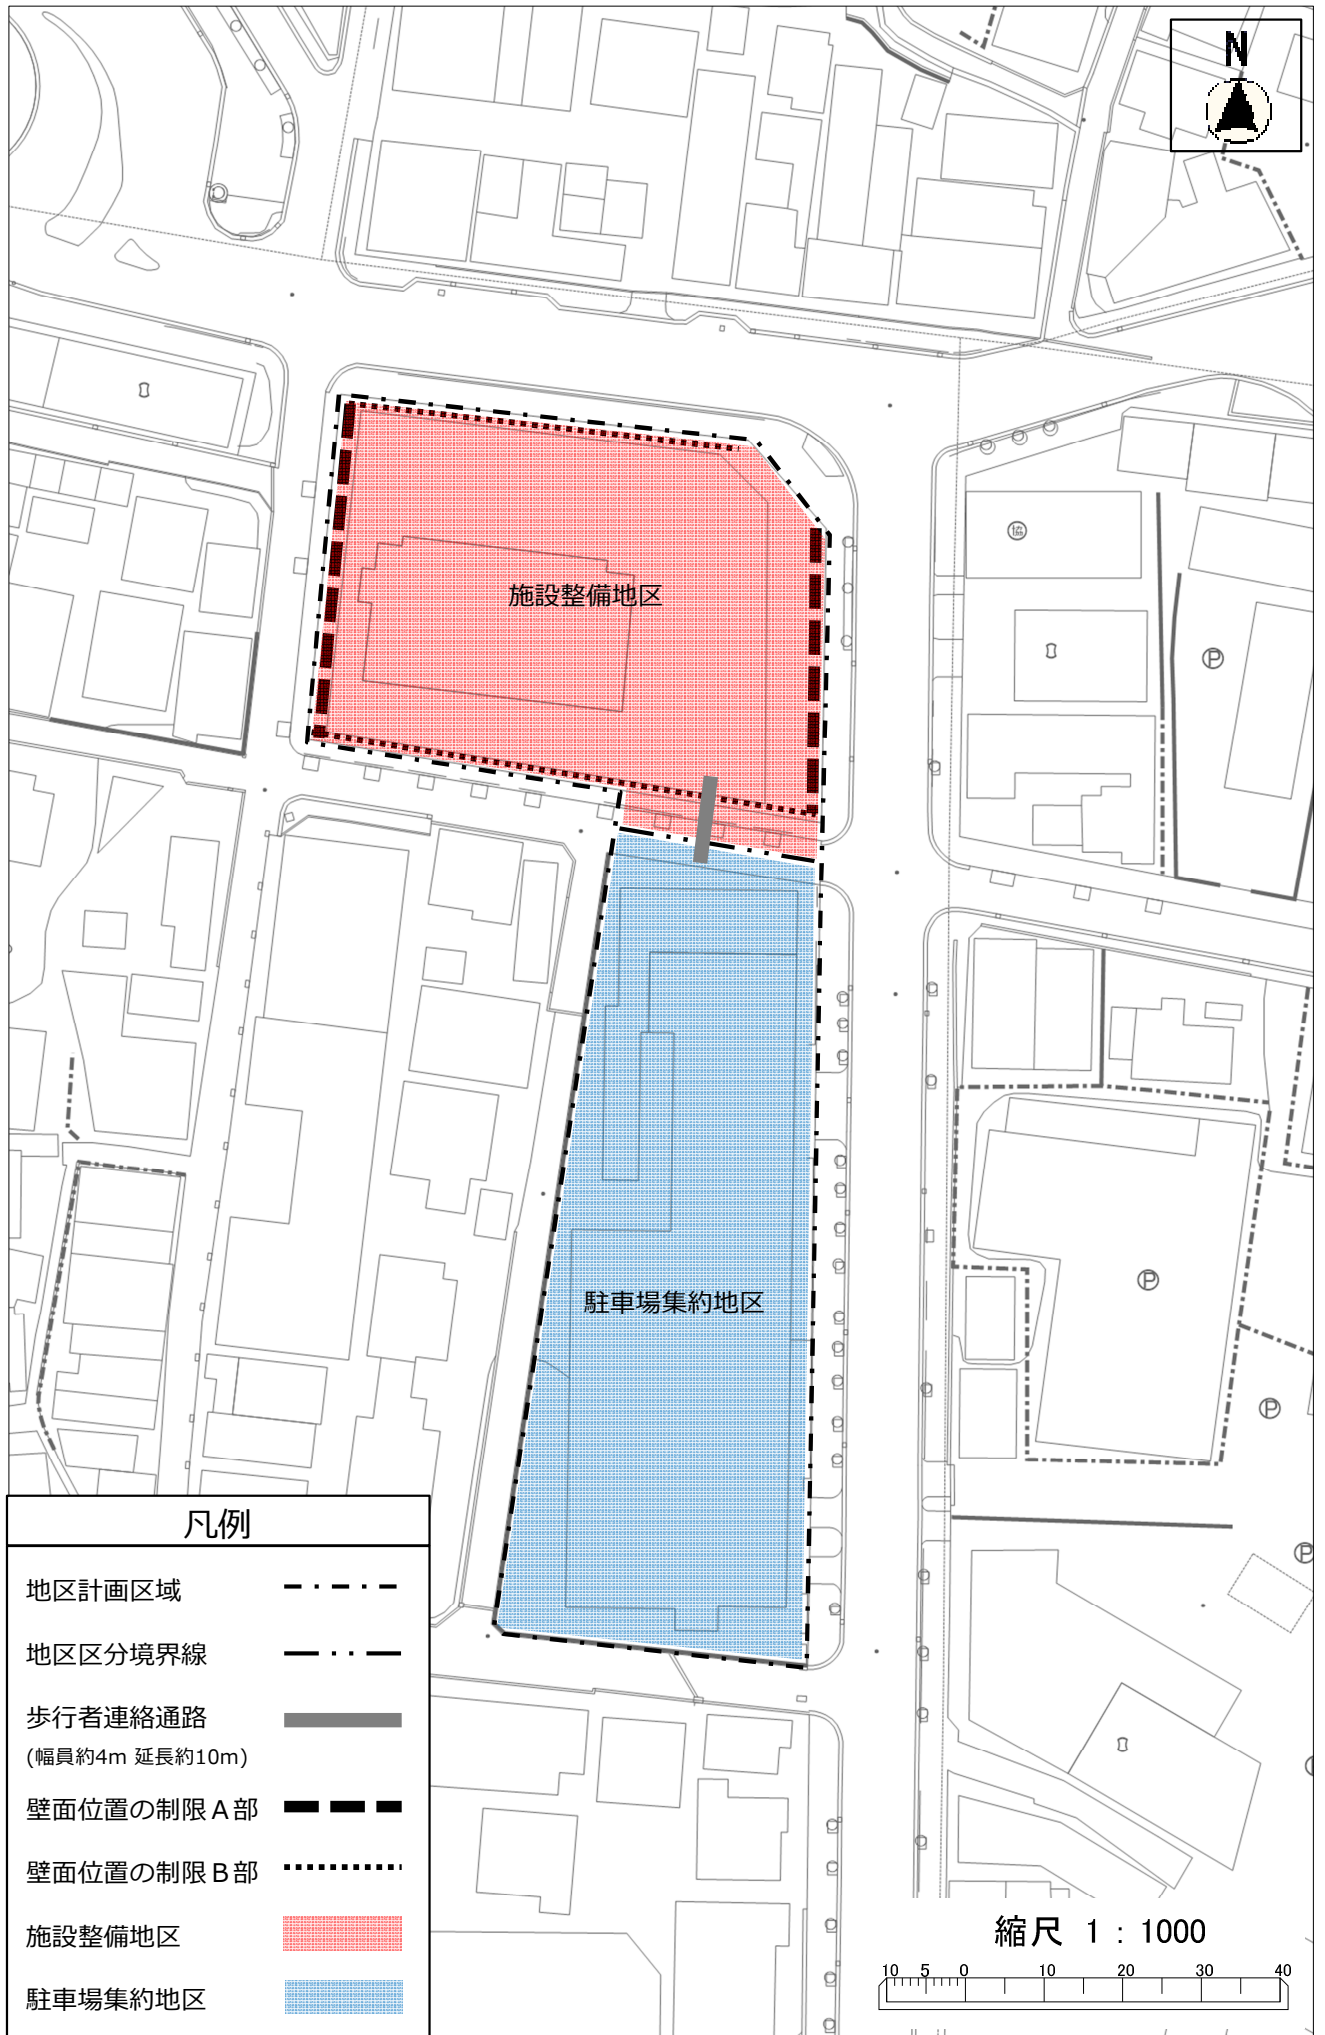 N
協
P
施設整備地区
P
駐車場集約地区
P
P
凡例
地区計画区域
地区区分境界線
歩行者連絡通路
(幅員約4m 延長約10m)
壁面位置の制限A部
壁面位置の制限B部
施設整備地区
駐車場集約地区
縮尺 1 : 1000
10 5 0 10 20 30 40